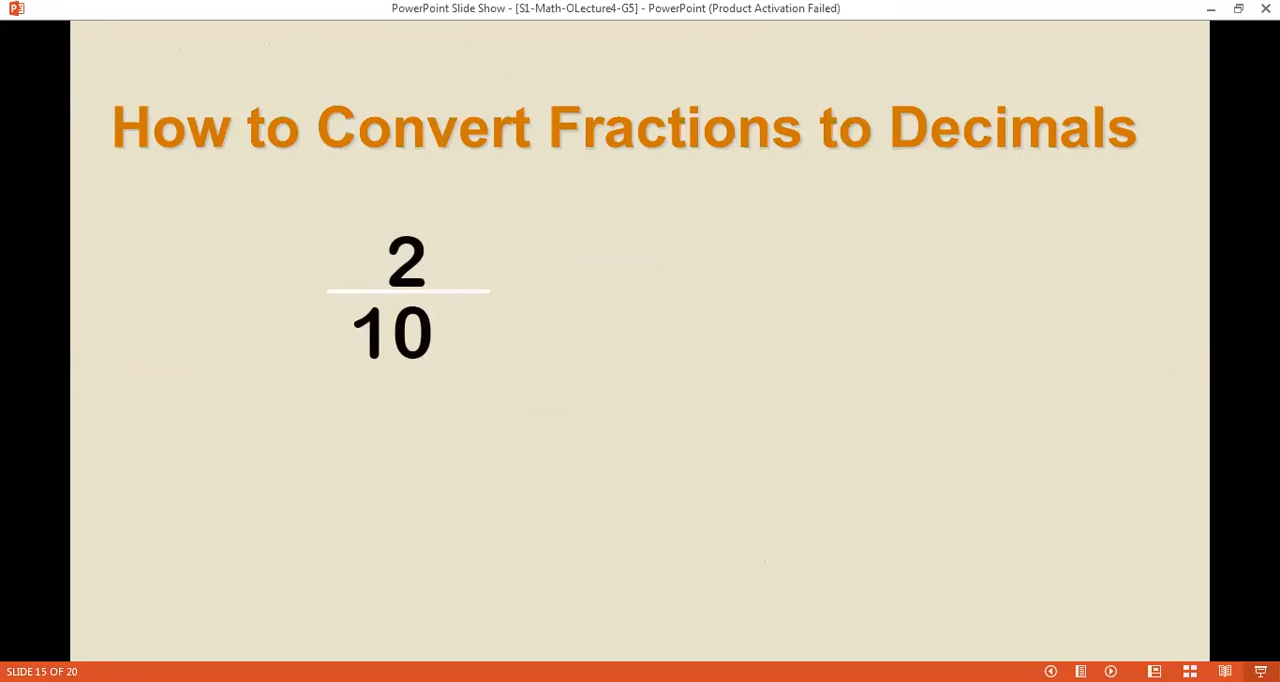 PowerPoint Slide Show - [S1-Math-OLecture4-G5] - PowerPoint (Product Activation Failed)
How to Convert Fractions to Decimals
2
10
SLIDE 15 OF 20